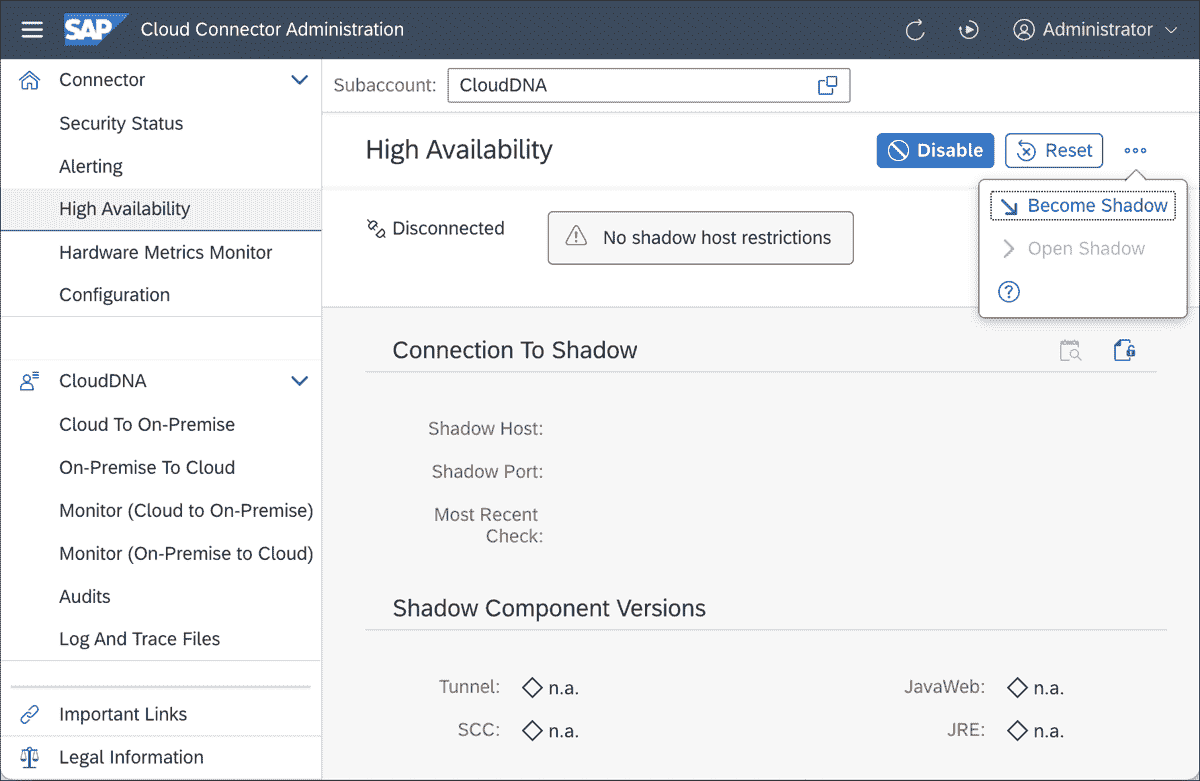 SAP Cloud Connector Administration
Administrator
Connector
Security Status
Alerting
High Availability
Hardware Metrics Monitor
Configuration
CloudDNA
Cloud To On-Premise
On-Premise To Cloud
Monitor (Cloud to On-Premise)
Monitor (On-Premise to Cloud)
Audits
Log And Trace Files
Important Links
Legal Information
Subaccount: CloudDNA
High Availability
Disable
Reset
Become Shadow
Open Shadow
Disconnected
No shadow host restrictions
Connection To Shadow
Shadow Host:
Shadow Port:
Most Recent
Check:
Shadow Component Versions
Tunnel: n.a.
JavaWeb: n.a.
SCC: n.a.
JRE: n.a.